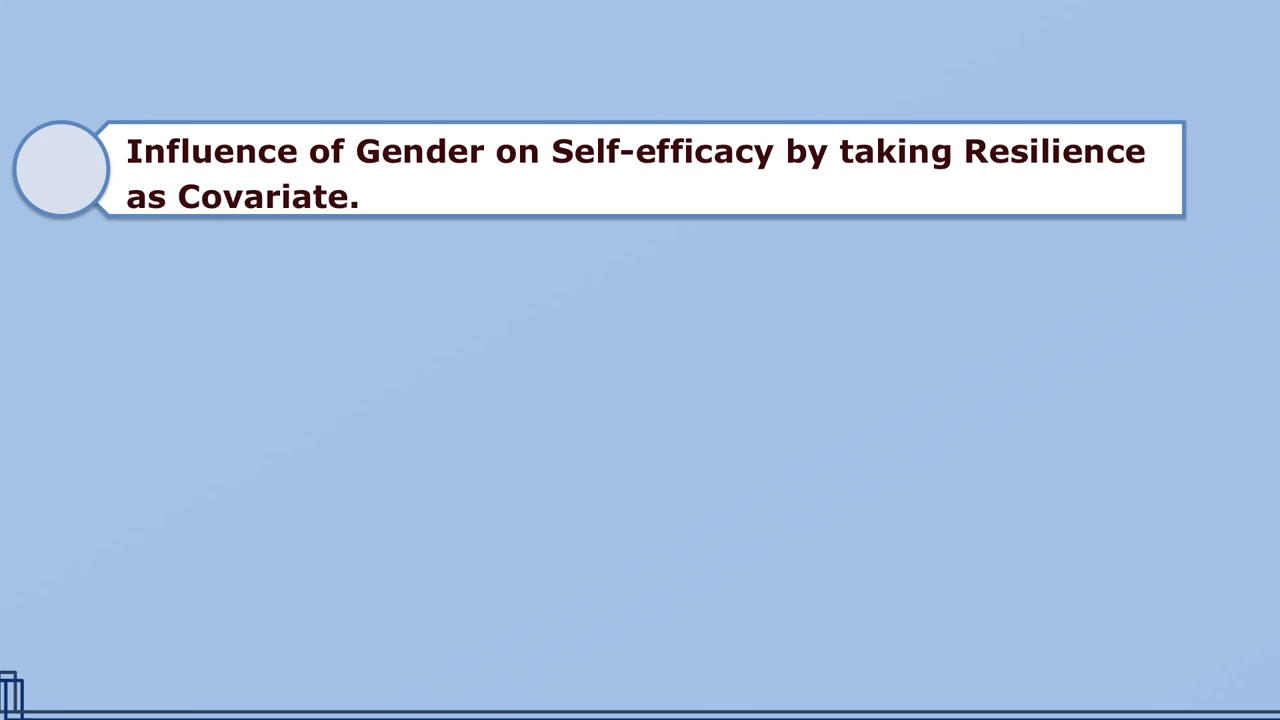 Influence of Gender on Self-efficacy by taking Resilience
as Covariate.